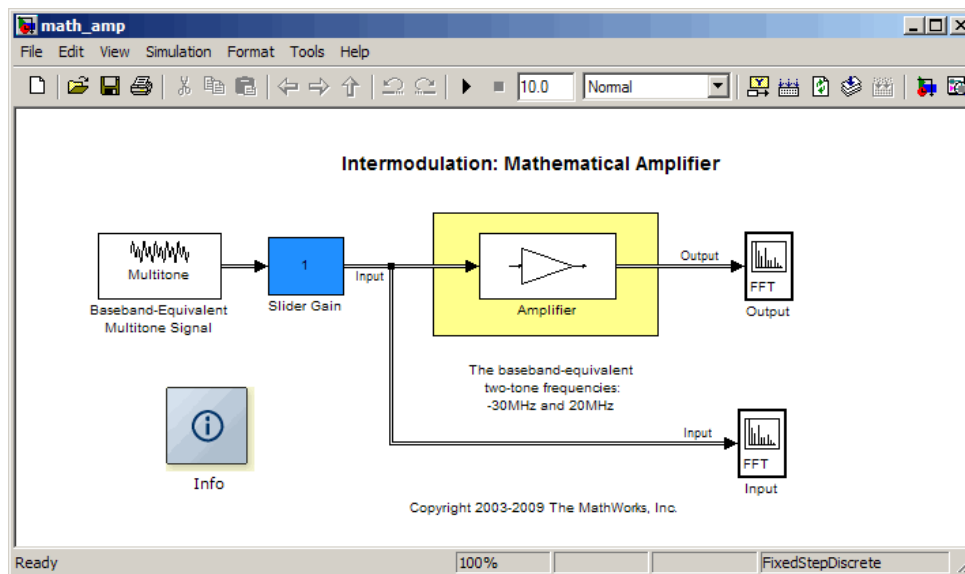 math_amp
File Edit View Simulation Format Tools Help
10.0 Normal
Intermodulation: Mathematical Amplifier
Multitone
Baseband-Equivalent
Multitone Signal
1
Slider Gain
Input
Amplifier
Output
FFT
Output
The baseband-equivalent
two-tone frequencies:
-30MHz and 20MHz
Info
Input
FFT
Input
Copyright 2003-2009 The MathWorks, Inc.
Ready 100% FixedStepDiscrete